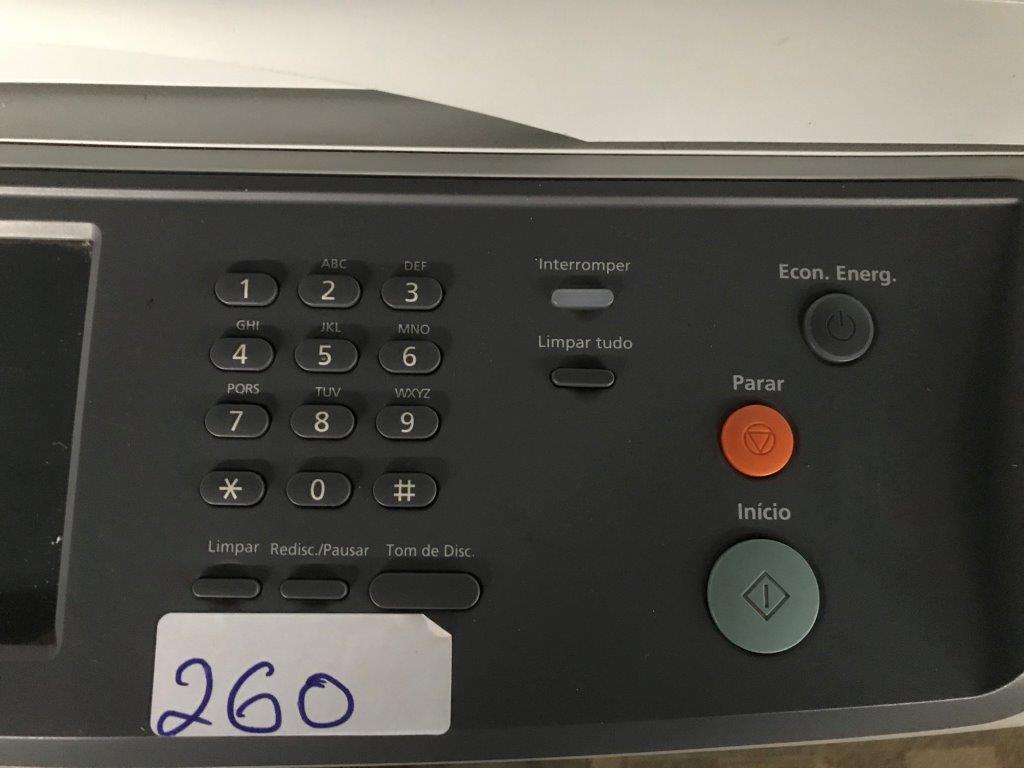 ABC DEF
1 2 3
GHI JKL MNO
4 5 6
PQRS TUV WXYZ
7 8 9
* 0 #
Limpar Redisc./Pausar Tom de Disc.
260
Interromper
Limpar tudo
Econ. Energ.
Parar
Início